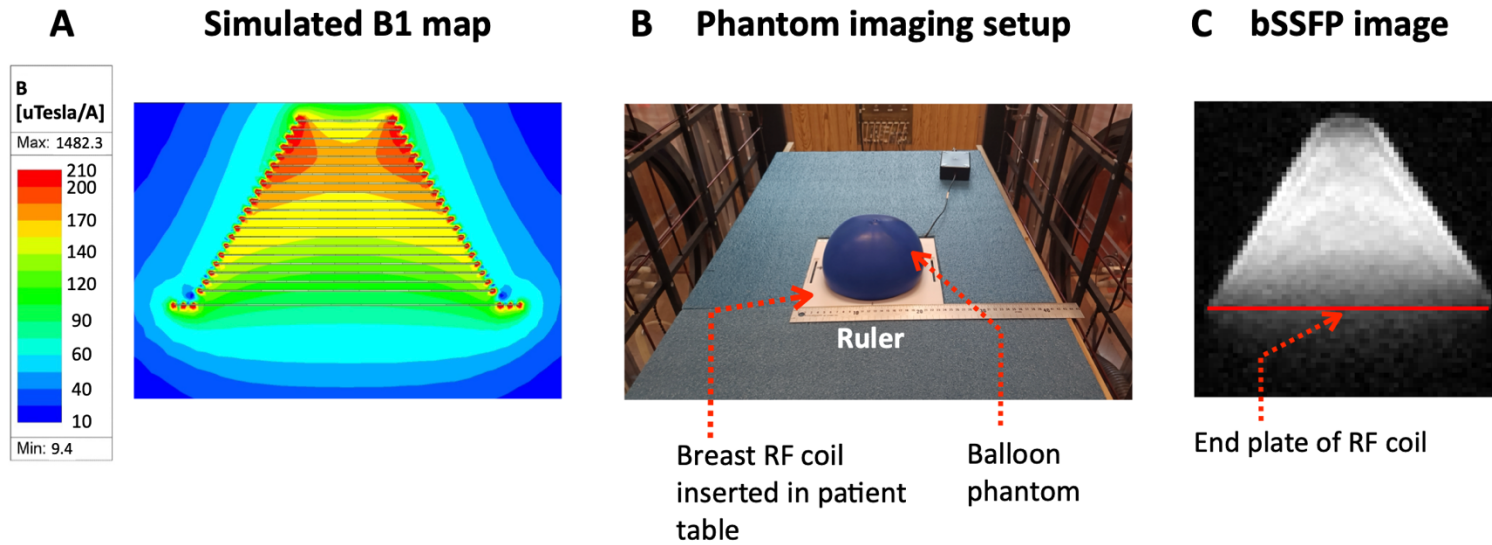 A Simulated B1 map
B Phantom imaging setup
C bSSFP image
B
[uTesla/A]
Max: 1482.3
210
200
170
140
120
90
60
40
10
Min: 9.4
Ruler
Breast RF coil
inserted in patient
table
Balloon
phantom
End plate of RF coil